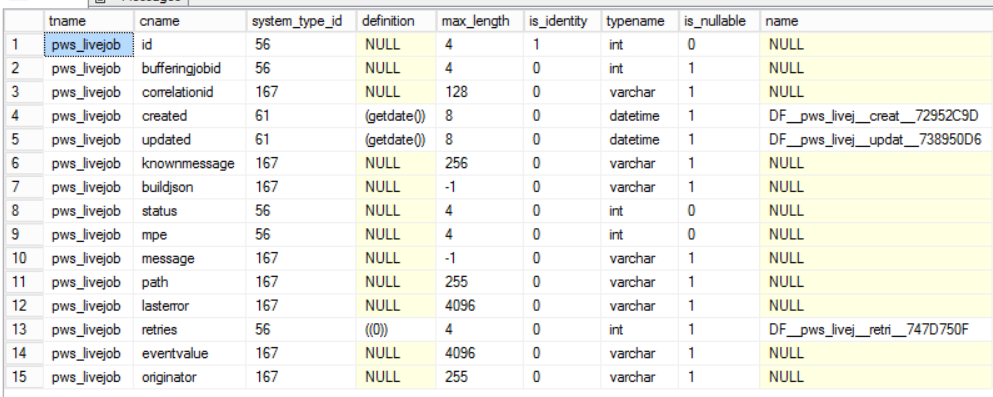 Messages
tname cname system_type_id definition max_length is_identity typename is_nullable name
1 pws_livejob id 56 NULL 4 1 int 0 NULL
2 pws_livejob bufferingjobid 56 NULL 4 0 int 1 NULL
3 pws_livejob correlationid 167 NULL 128 0 varchar 1 NULL
4 pws_livejob created 61 (getdate()) 8 0 datetime 1 DF__pws_livej__creat__72952C9D
5 pws_livejob updated 61 (getdate()) 8 0 datetime 1 DF__pws_livej__updat__738950D6
6 pws_livejob knownmessage 167 NULL 256 0 varchar 1 NULL
7 pws_livejob buildjson 167 NULL -1 0 varchar 1 NULL
8 pws_livejob status 56 NULL 4 0 int 0 NULL
9 pws_livejob mpe 56 NULL 4 0 int 0 NULL
10 pws_livejob message 167 NULL -1 0 varchar 1 NULL
11 pws_livejob path 167 NULL 255 0 varchar 1 NULL
12 pws_livejob lasterror 167 NULL 4096 0 varchar 1 NULL
13 pws_livejob retries 56 ((0)) 4 0 int 1 DF__pws_livej__retri__747D750F
14 pws_livejob eventvalue 167 NULL 4096 0 varchar 1 NULL
15 pws_livejob originator 167 NULL 255 0 varchar 1 NULL